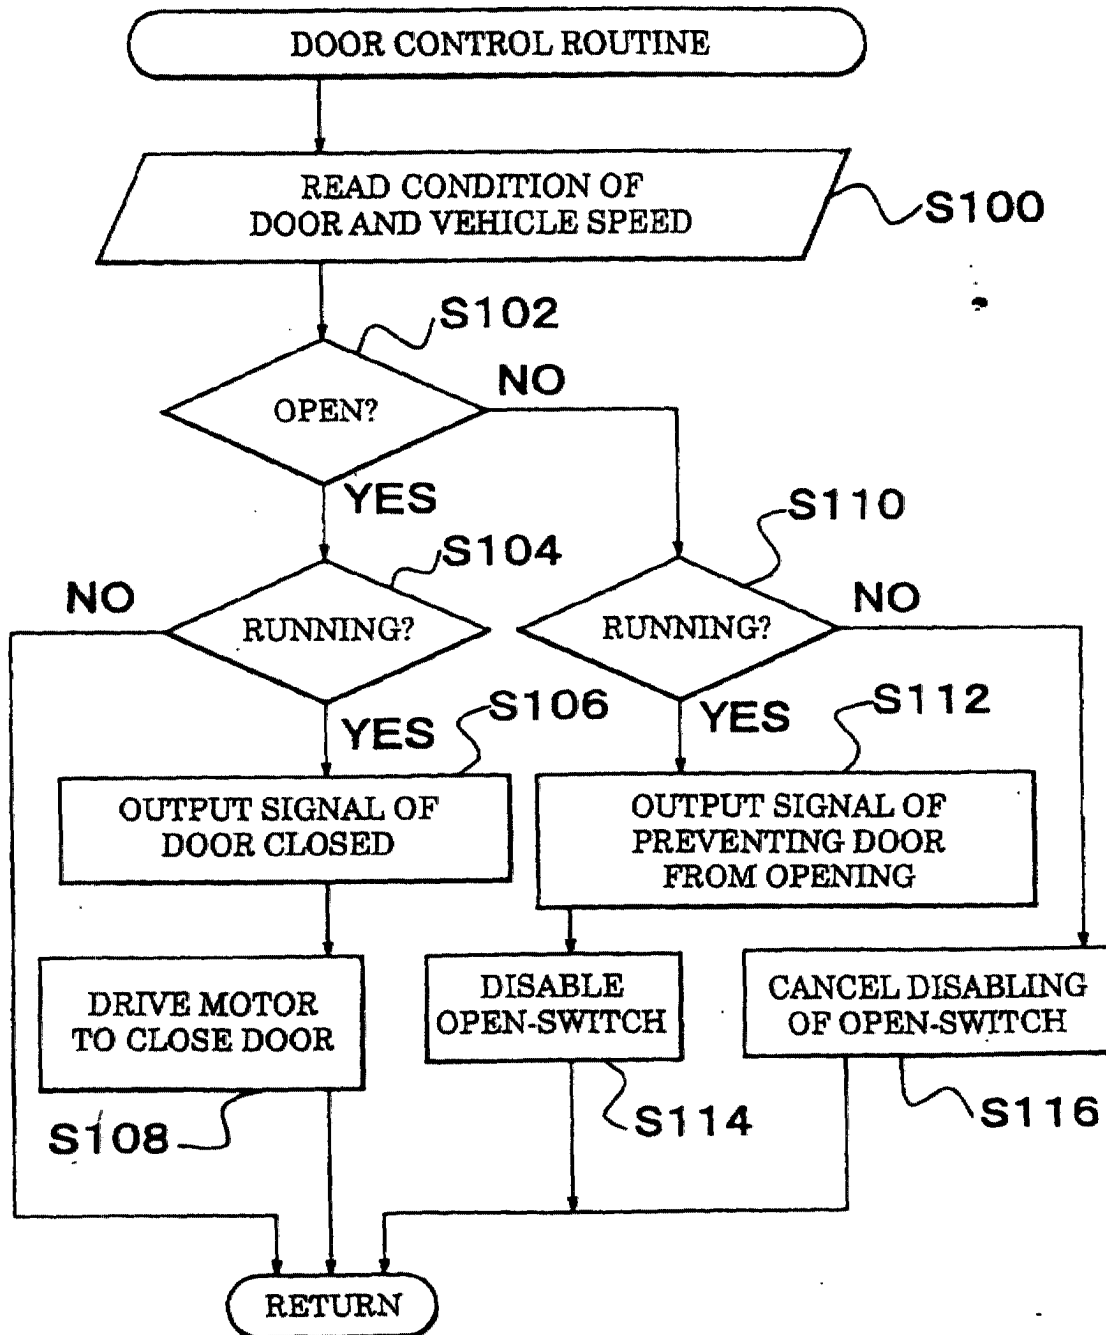 DOOR CONTROL ROUTINE
READ CONDITION OF
DOOR AND VEHICLE SPEED
S100
S102
OPEN?
NO
YES
S104
S110
NO
RUNNING?
RUNNING?
NO
YES
S106
YES
S112
OUTPUT SIGNAL OF
DOOR CLOSED
OUTPUT SIGNAL OF
PREVENTING DOOR
FROM OPENING
DRIVE MOTOR
TO CLOSE DOOR
S108
DISABLE
OPEN-SWITCH
S114
CANCEL DISABLING
OF OPEN-SWITCH
S116
RETURN